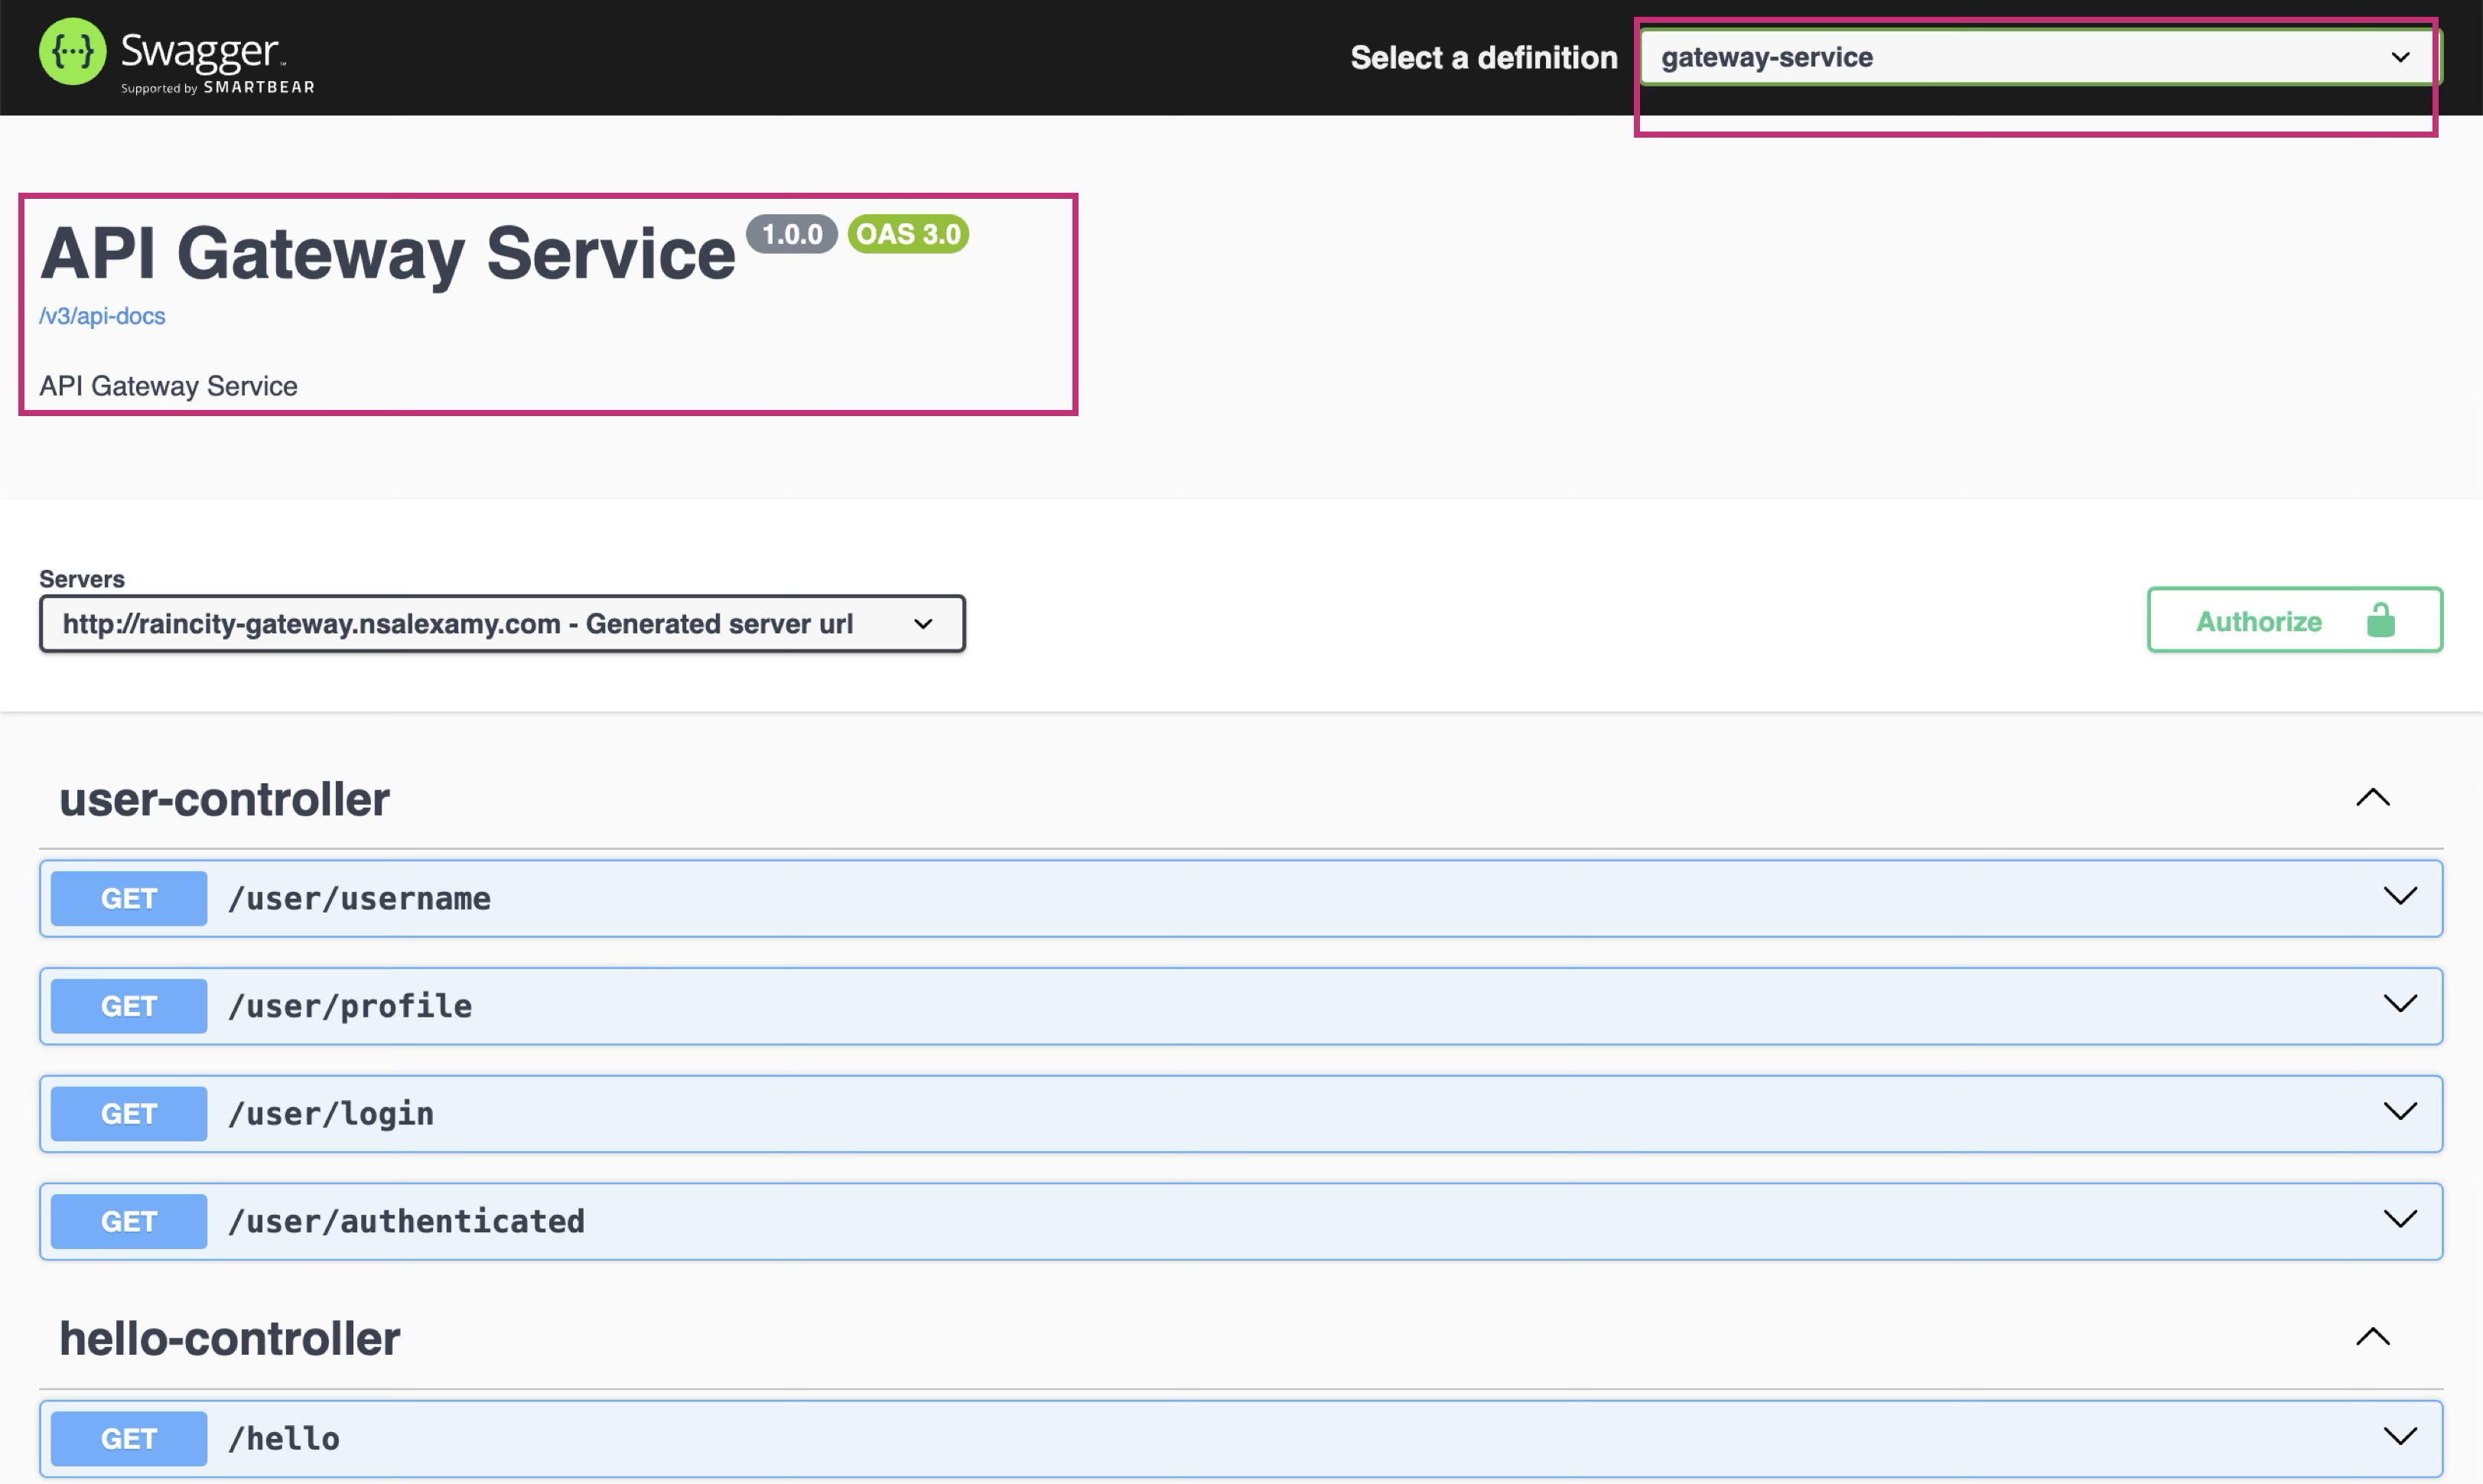 {...} Swagger™
Supported by SMARTBEAR
Select a definition gateway-service
API Gateway Service 1.0.0 OAS 3.0
/v3/api-docs
API Gateway Service
Servers
http://raincity-gateway.nsalexamy.com - Generated server url
Authorize
user-controller
GET /user/username
GET /user/profile
GET /user/login
GET /user/authenticated
hello-controller
GET /hello